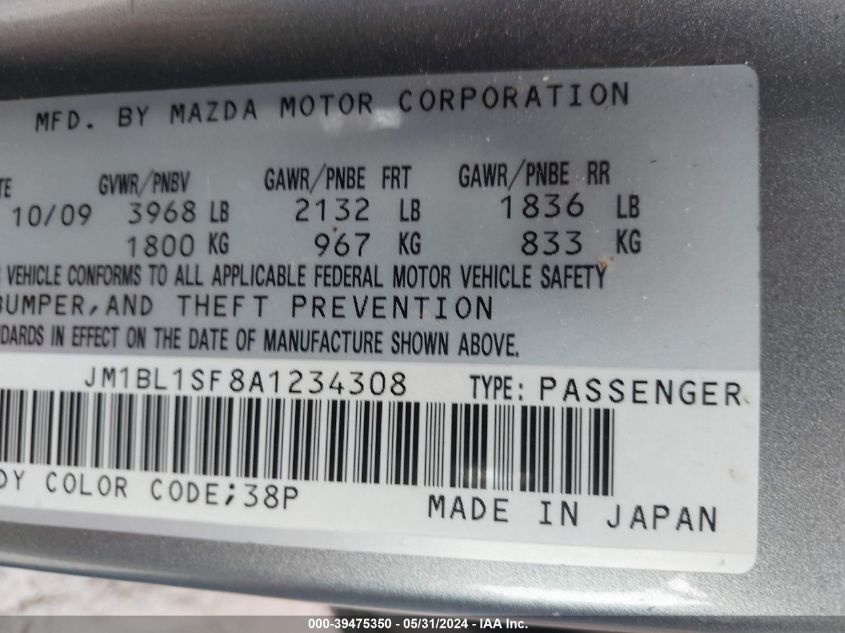 MFD. BY MAZDA MOTOR CORPORATION
GVWR/PNBV GAWR/PNBE FRT GAWR/PNBE RR
10/09 3968 LB 2132 LB 1836 LB
1800 KG 967 KG 833 KG
VEHICLE CONFORMS TO ALL APPLICABLE FEDERAL MOTOR VEHICLE SAFETY
BUMPER, AND THEFT PREVENTION
IN EFFECT ON THE DATE OF MANUFACTURE SHOWN ABOVE.
JM1BL1SF8A1234308 TYPE: PASSENGER
COLOR CODE;38P
MADE IN JAPAN
000-39475350 - 05/31/2024 - IAA Inc.